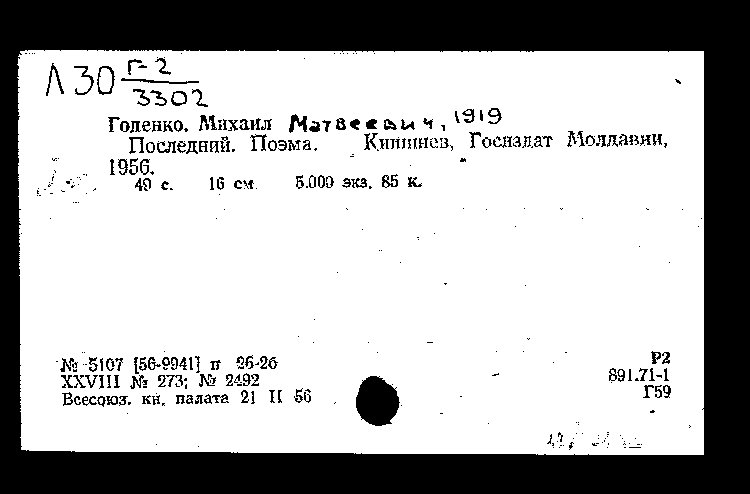 Л30 Г-2/3302
Годенко, Михаил Матвеевич, 1919
Последний. Поэма. Кишинев, Госиздат Молдавии,
1956.
49 с. 16 см. 5.000 экз. 85 к.
№ 5107 [56-9941] п 26-26
XXVIII № 273; № 2492
Всесоюз. кн. палата 21 II 56
Р2
891.71-1
Г59